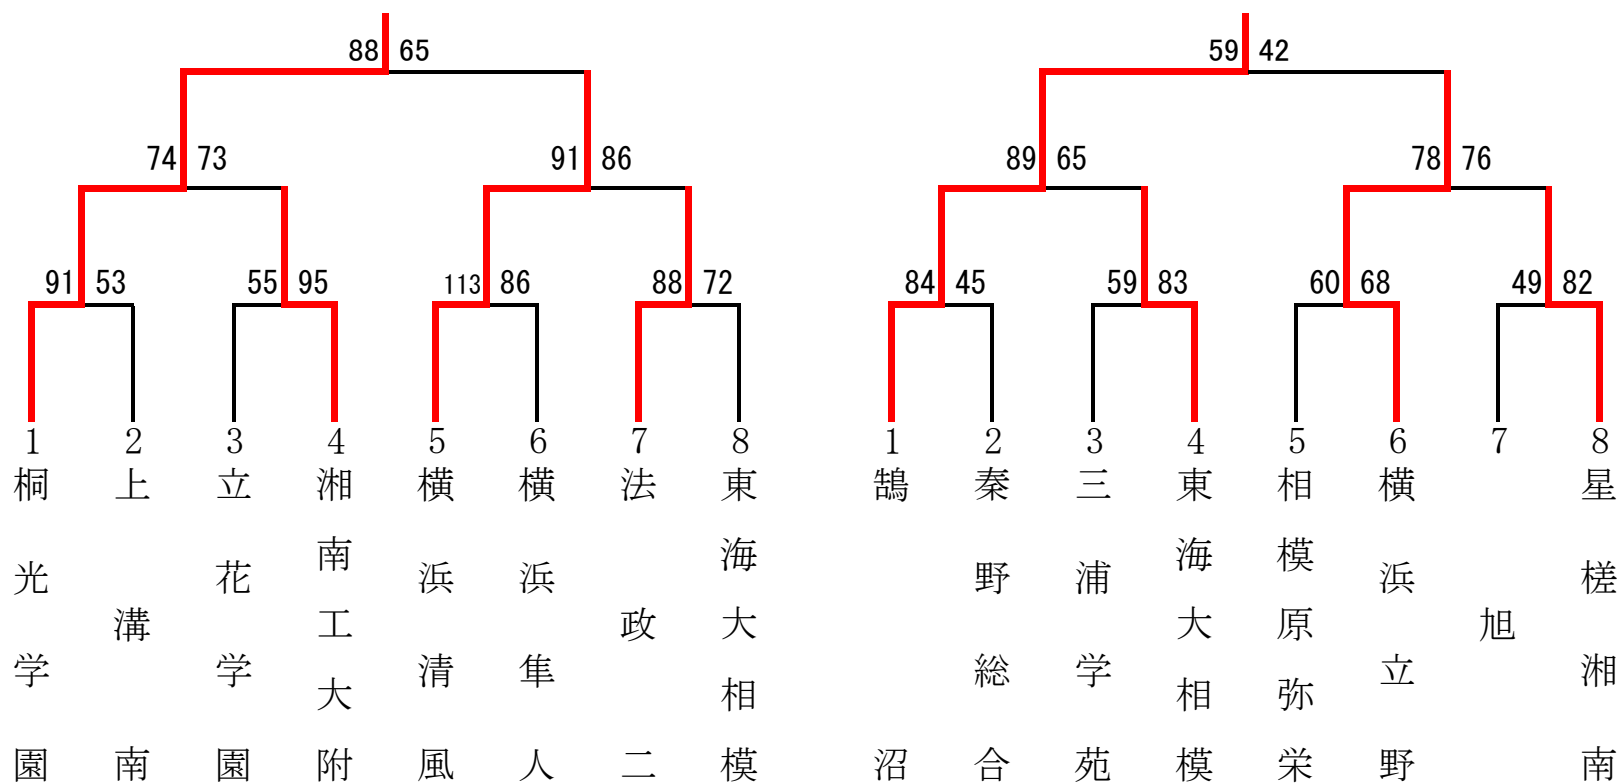 88 65 59 42
74 73 91 86 89 65 78 76
91 53 55 95 113 86 88 72 84 45 59 83 60 68 49 82
1 2 3 4 5 6 7 8 1 2 3 4 5 6 7 8
桐光学園
上溝南
立花学園
湘南工大附
横浜清風
横浜隼人
法政二
東海大相模
鵠沼
秦野総合
三浦学苑
東海大相模
相模原弥栄
横浜立野
旭
星槎湘南